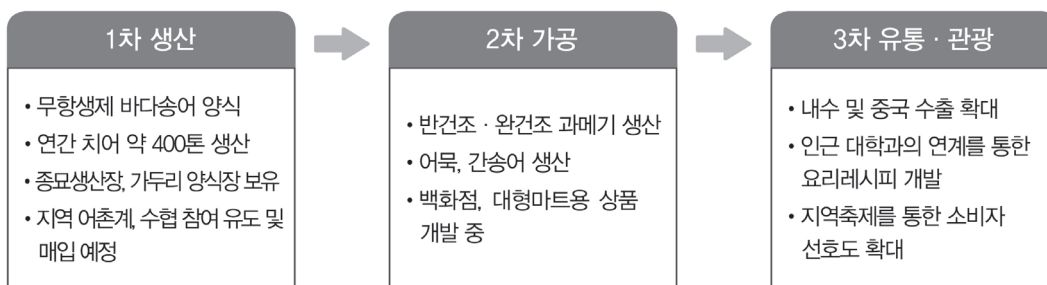 1차 생산
• 무항생제 바다송어 양식
• 연간 치어 약 400톤 생산
• 종묘생산장, 가두리 양식장 보유
• 지역 어촌계, 수협 참여 유도 및
매입 예정
2차 가공
• 반건조 · 완건조 과메기 생산
• 어묵, 간송어 생산
• 백화점, 대형마트용 상품
개발 중
3차 유통 · 관광
• 내수 및 중국 수출 확대
• 인근 대학과의 연계를 통한
요리레시피 개발
• 지역축제를 통한 소비자
선호도 확대